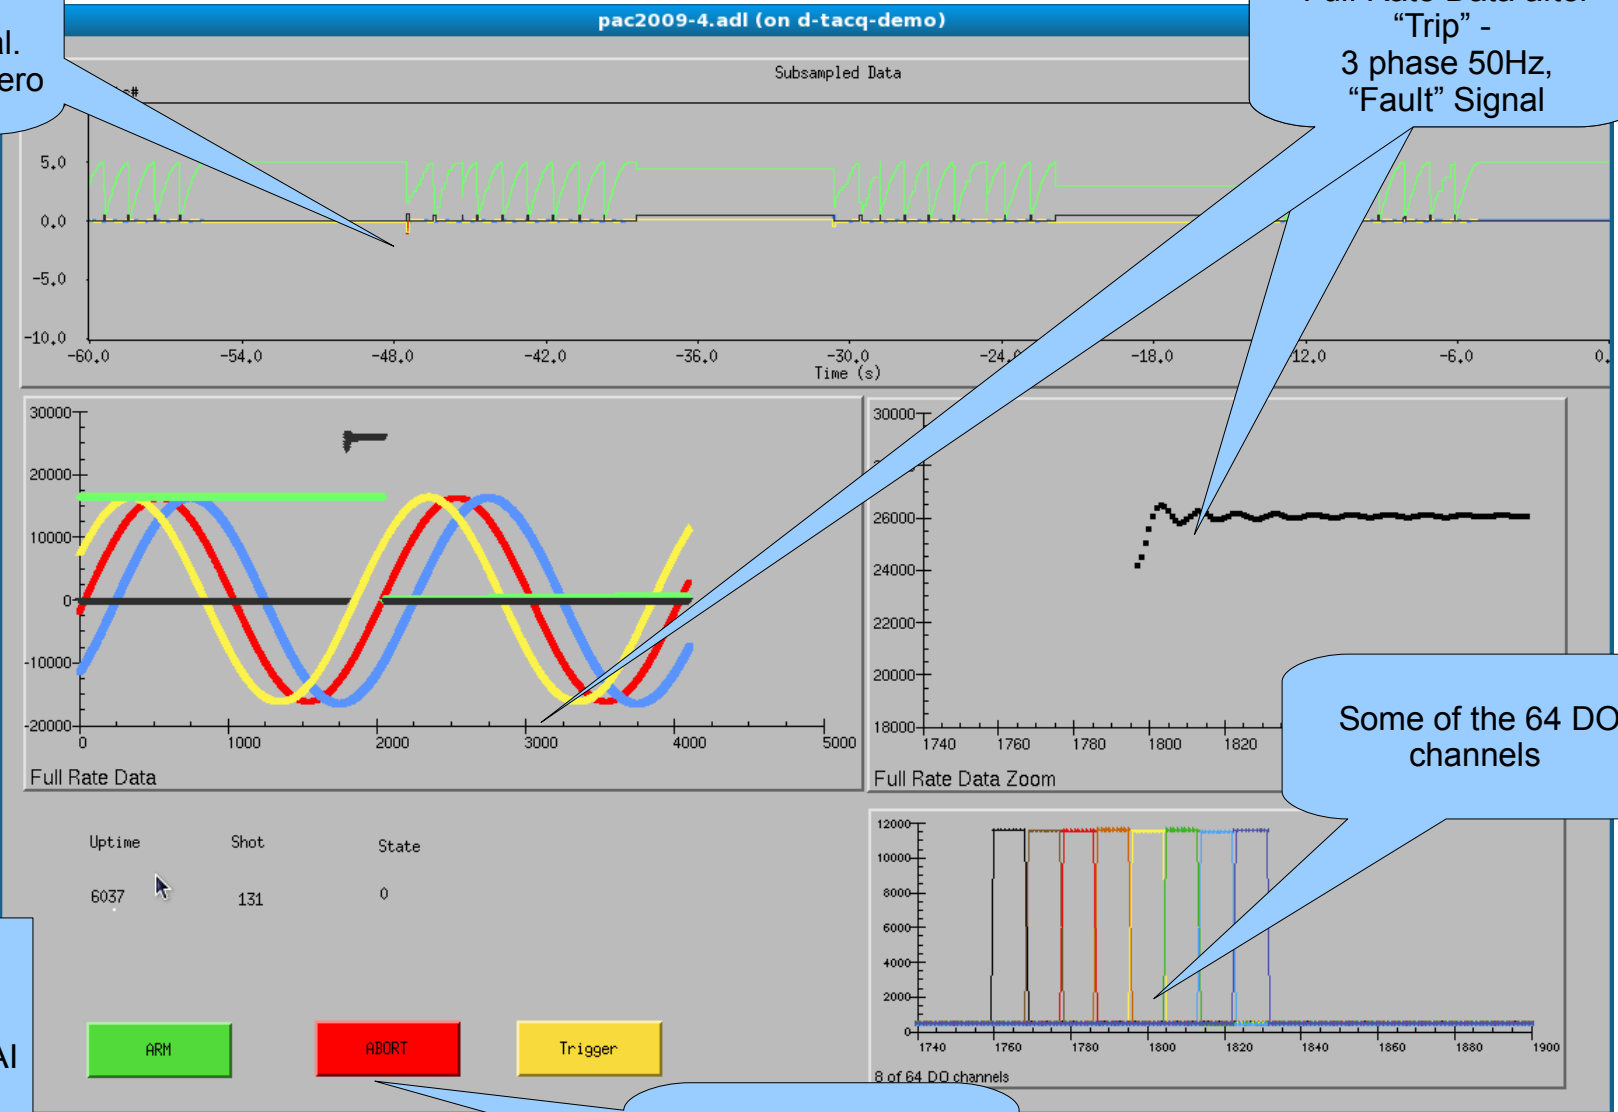 pac2009-4.adl (on d-tacq-demo)
“Trip” -
3 phase 50Hz,
“Fault” Signal
al.
ero
Subsampled Data
5.0
0.0
-5.0
-10.0
-60.0 -54.0 -48.0 -42.0 -36.0 -30.0 -24.0 -18.0 12.0 -6.0 0.
Time (s)
30000
20000
10000
0
-10000
-20000
0 1000 2000 3000 4000 5000
Full Rate Data
30000
26000
24000
22000
20000
18000
1740 1760 1780 1800 1820
Full Rate Data Zoom
Some of the 64 DO
channels
Uptime Shot State
6037 131 0
ARM ABORT Trigger
AI
12000
10000
8000
6000
4000
2000
0
1740 1760 1780 1800 1820 1840 1860 1880 1900
8 of 64 DO channels